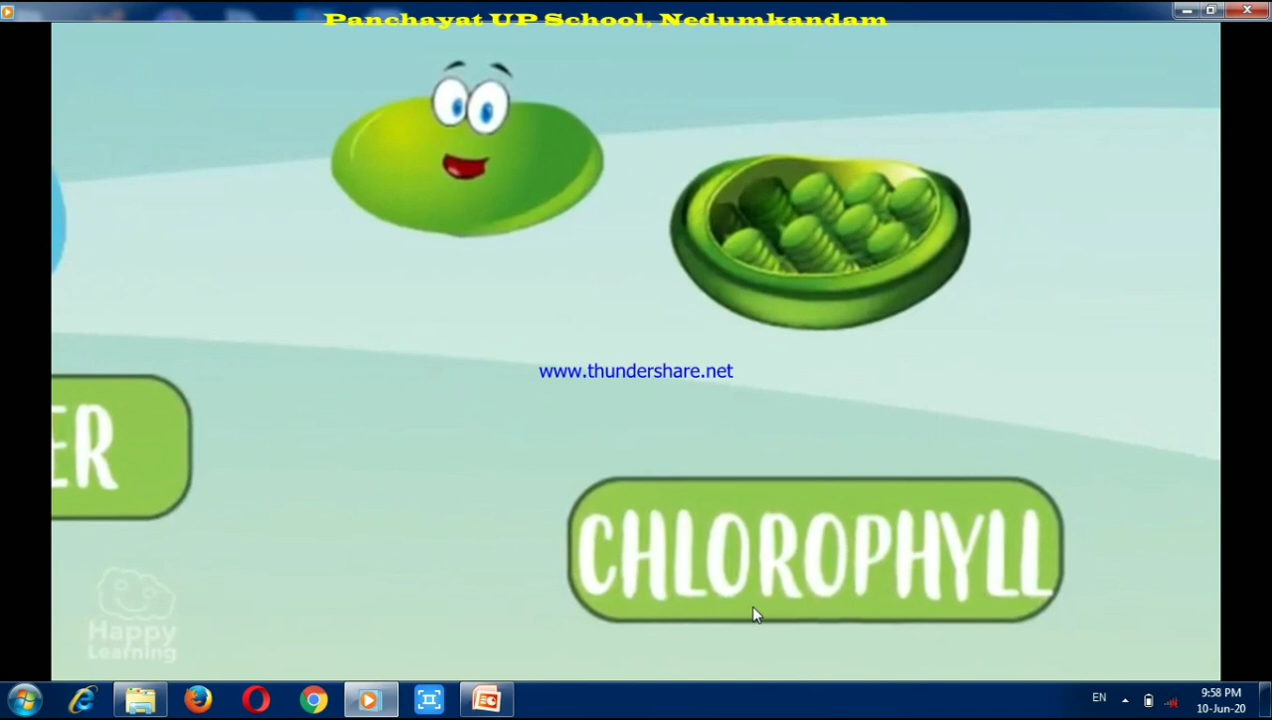 Panchayat UP School, Nedumkandam
www.thundershare.net
ER
CHLOROPHYLL
Happy
Learning
EN
9:58 PM
10-Jun-20